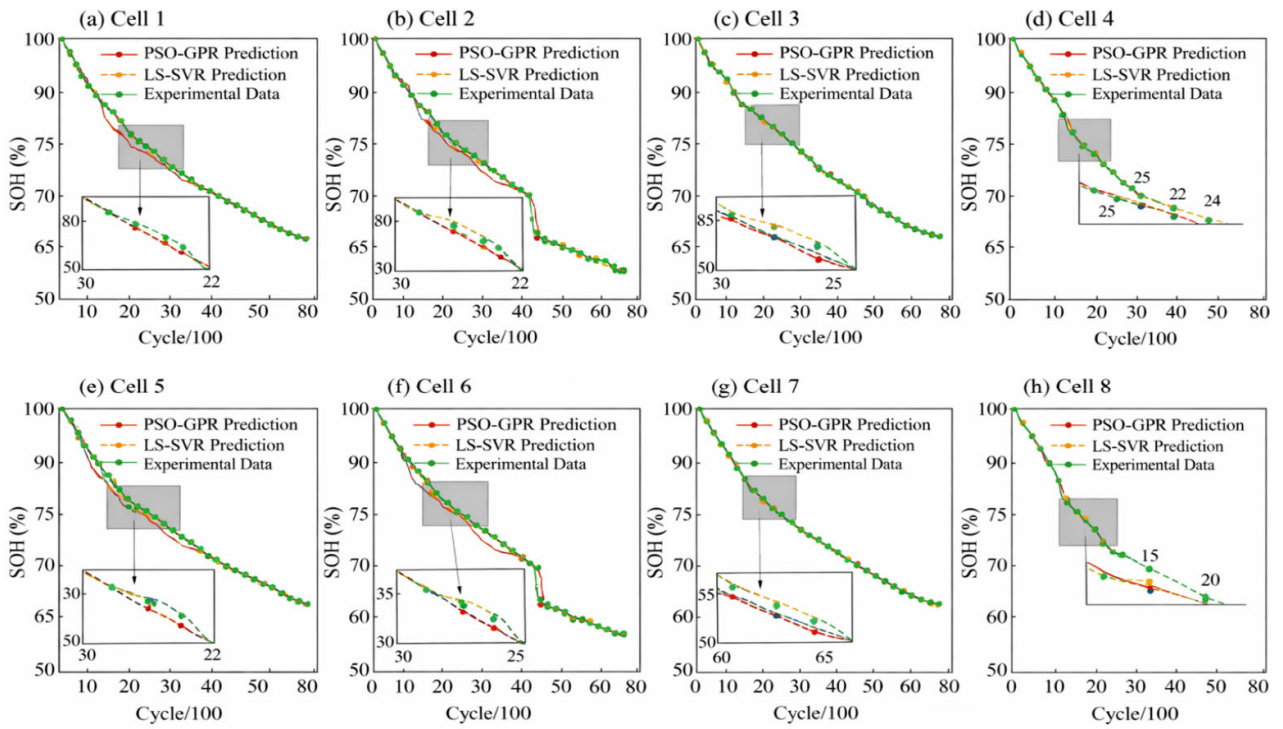 (a) Cell 1
100
90
75
70
65
50
SOH (%)
PSO-GPR Prediction
LS-SVR Prediction
Experimental Data
80
50
30
22
10 20 30 40 50 80
Cycle/100
(b) Cell 2
100
90
75
70
65
50
SOH (%)
PSO-GPR Prediction
LS-SVR Prediction
Experimental Data
80
30
30
22
0 10 20 30 40 50 60 80
Cycle/100
(c) Cell 3
100
90
75
70
65
50
SOH (%)
PSO-GPR Prediction
LS-SVR Prediction
Experimental Data
85
50
30
25
0 10 20 30 40 50 60 80
Cycle/100
(d) Cell 4
100
90
75
70
65
50
SOH (%)
PSO-GPR Prediction
LS-SVR Prediction
Experimental Data
25
22
24
25
0 10 20 30 40 50 60 80
Cycle/100
(e) Cell 5
100
90
75
70
65
50
SOH (%)
PSO-GPR Prediction
LS-SVR Prediction
Experimental Data
30
50
30
22
10 20 30 40 50 80
Cycle/100
(f) Cell 6
100
90
75
70
60
50
SOH (%)
PSO-GPR Prediction
LS-SVR Prediction
Experimental Data
35
30
30
25
0 10 20 30 40 50 60 80
Cycle/100
(g) Cell 7
100
90
75
70
60
50
SOH (%)
PSO-GPR Prediction
LS-SVR Prediction
Experimental Data
55
50
60
65
0 10 20 30 40 50 60 80
Cycle/100
(h) Cell 8
100
90
75
70
60
50
SOH (%)
PSO-GPR Prediction
LS-SVR Prediction
Experimental Data
15
20
0 10 20 30 47 50 60 80
Cycle/100